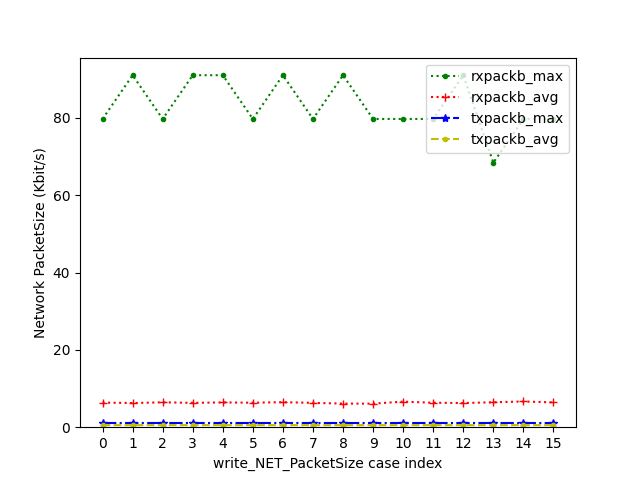 80
60
40
20
0
Network PacketSize (Kbit/s)
rxpackb_max
rxpackb_avg
txpackb_max
txpackb_avg
0 1 2 3 4 5 6 7 8 9 10 11 12 13 14 15
write_NET_PacketSize case index